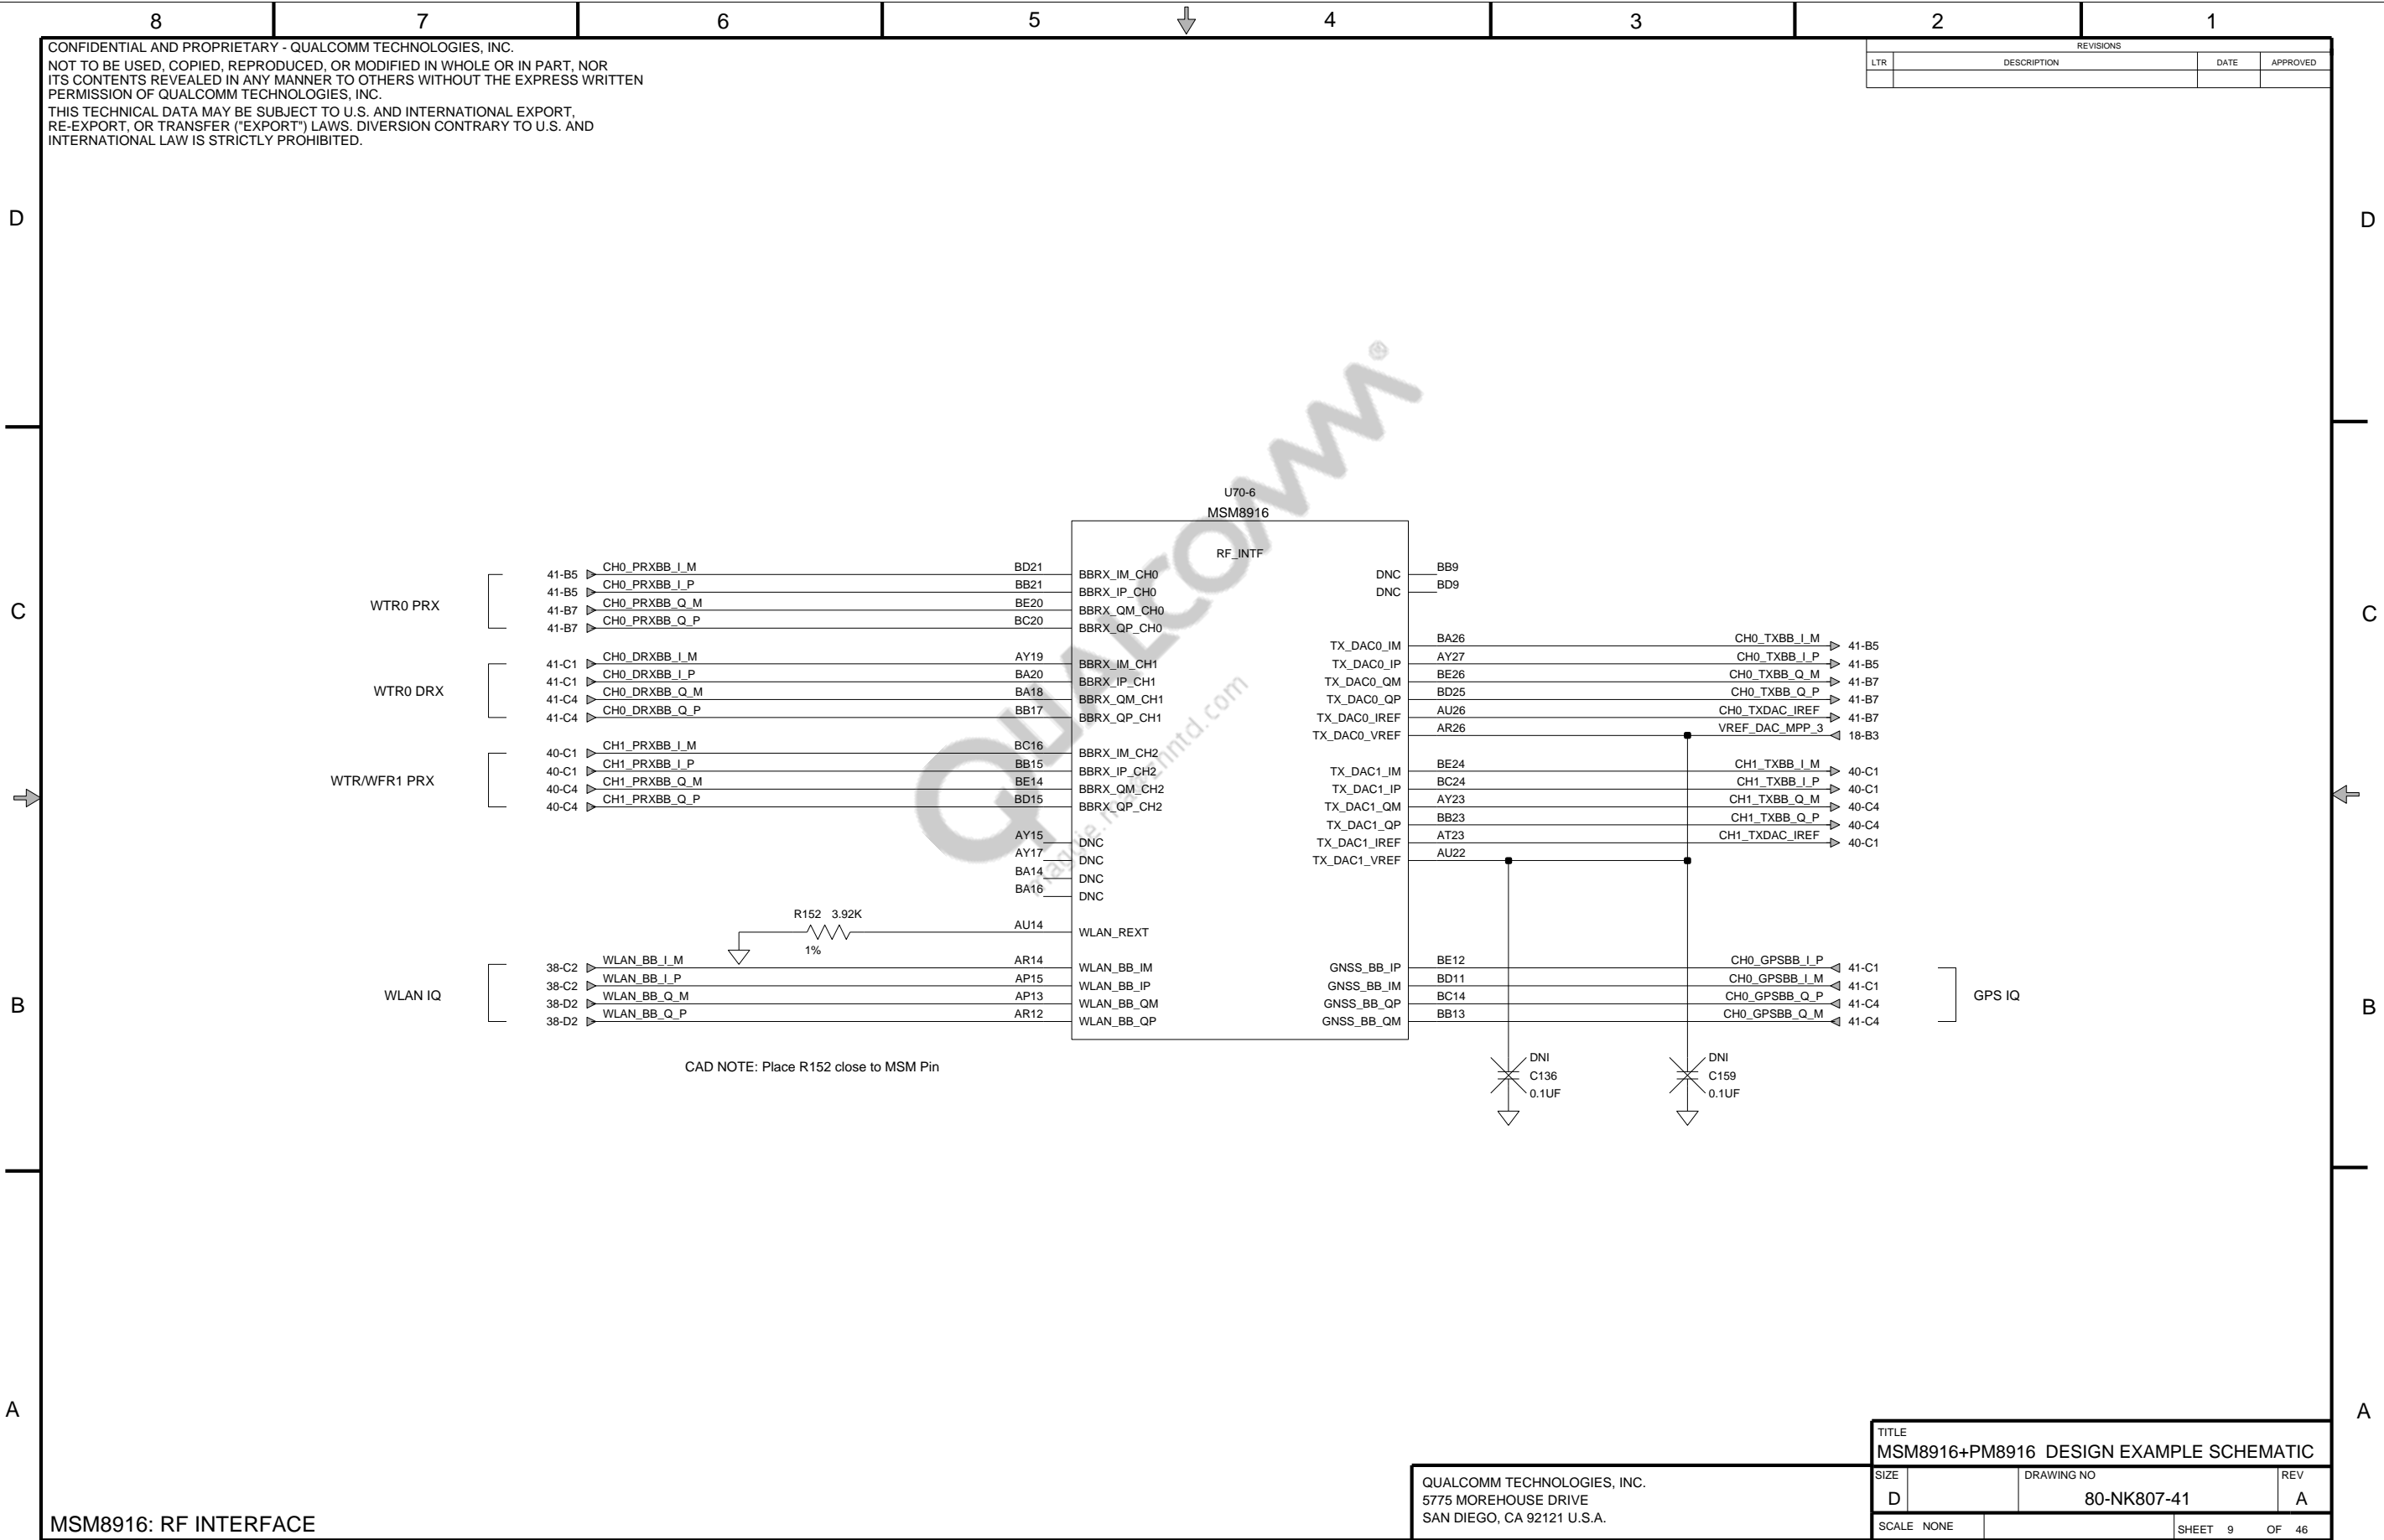 8 7 6 5 4 3 2 1
CONFIDENTIAL AND PROPRIETARY - QUALCOMM TECHNOLOGIES, INC.
NOT TO BE USED, COPIED, REPRODUCED, OR MODIFIED IN WHOLE OR IN PART, NOR
ITS CONTENTS REVEALED IN ANY MANNER TO OTHERS WITHOUT THE EXPRESS WRITTEN
PERMISSION OF QUALCOMM TECHNOLOGIES, INC.
THIS TECHNICAL DATA MAY BE SUBJECT TO U.S. AND INTERNATIONAL EXPORT,
RE-EXPORT, OR TRANSFER ("EXPORT") LAWS. DIVERSION CONTRARY TO U.S. AND
INTERNATIONAL LAW IS STRICTLY PROHIBITED.
REVISIONS
LTR DESCRIPTION DATE APPROVED
D D
C C
B B
A A
QUALCOMM®
U70-6
MSM8916
RF_INTF
WTR0 PRX
41-B5 CH0_PRXBB_I_M BD21 BBRX_IM_CH0
41-B5 CH0_PRXBB_I_P BB21 BBRX_IP_CH0
41-B7 CH0_PRXBB_Q_M BE20 BBRX_QM_CH0
41-B7 CH0_PRXBB_Q_P BC20 BBRX_QP_CH0
WTR0 DRX
41-C1 CH0_DRXBB_I_M AY19 BBRX_IM_CH1
41-C1 CH0_DRXBB_I_P BA20 BBRX_IP_CH1
41-C4 CH0_DRXBB_Q_M BA18 BBRX_QM_CH1
41-C4 CH0_DRXBB_Q_P BB17 BBRX_QP_CH1
WTR/WFR1 PRX
40-C1 CH1_PRXBB_I_M BC16 BBRX_IM_CH2
40-C1 CH1_PRXBB_I_P BB15 BBRX_IP_CH2
40-C4 CH1_PRXBB_Q_M BE14 BBRX_QM_CH2
40-C4 CH1_PRXBB_Q_P BD15 BBRX_QP_CH2
AY15 DNC
AY17 DNC
BA14 DNC
BA16 DNC
R152 3.92K
1%
AU14 WLAN_REXT
WLAN IQ
38-C2 WLAN_BB_I_M AR14 WLAN_BB_IM
38-C2 WLAN_BB_I_P AP15 WLAN_BB_IP
38-D2 WLAN_BB_Q_M AP13 WLAN_BB_QM
38-D2 WLAN_BB_Q_P AR12 WLAN_BB_QP
CAD NOTE: Place R152 close to MSM Pin
DNC BB9
DNC BD9
TX_DAC0_IM BA26 CH0_TXBB_I_M 41-B5
TX_DAC0_IP AY27 CH0_TXBB_I_P 41-B5
TX_DAC0_QM BE26 CH0_TXBB_Q_M 41-B7
TX_DAC0_QP BD25 CH0_TXBB_Q_P 41-B7
TX_DAC0_IREF AU26 CH0_TXDAC_IREF 41-B7
TX_DAC0_VREF AR26 VREF_DAC_MPP_3 18-B3
TX_DAC1_IM BE24 CH1_TXBB_I_M 40-C1
TX_DAC1_IP BC24 CH1_TXBB_I_P 40-C1
TX_DAC1_QM AY23 CH1_TXBB_Q_M 40-C4
TX_DAC1_QP BB23 CH1_TXBB_Q_P 40-C4
TX_DAC1_IREF AT23 CH1_TXDAC_IREF 40-C1
TX_DAC1_VREF AU22
GNSS_BB_IP BE12 CH0_GPSBB_I_P 41-C1
GNSS_BB_IM BD11 CH0_GPSBB_I_M 41-C1
GNSS_BB_QP BC14 CH0_GPSBB_Q_P 41-C4
GNSS_BB_QM BB13 CH0_GPSBB_Q_M 41-C4
GPS IQ
DNI
C136
0.1UF
DNI
C159
0.1UF
QUALCOMM TECHNOLOGIES, INC.
5775 MOREHOUSE DRIVE
SAN DIEGO, CA 92121 U.S.A.
TITLE
MSM8916+PM8916 DESIGN EXAMPLE SCHEMATIC
SIZE DRAWING NO REV
D 80-NK807-41 A
SCALE NONE SHEET 9 OF 46
MSM8916: RF INTERFACE